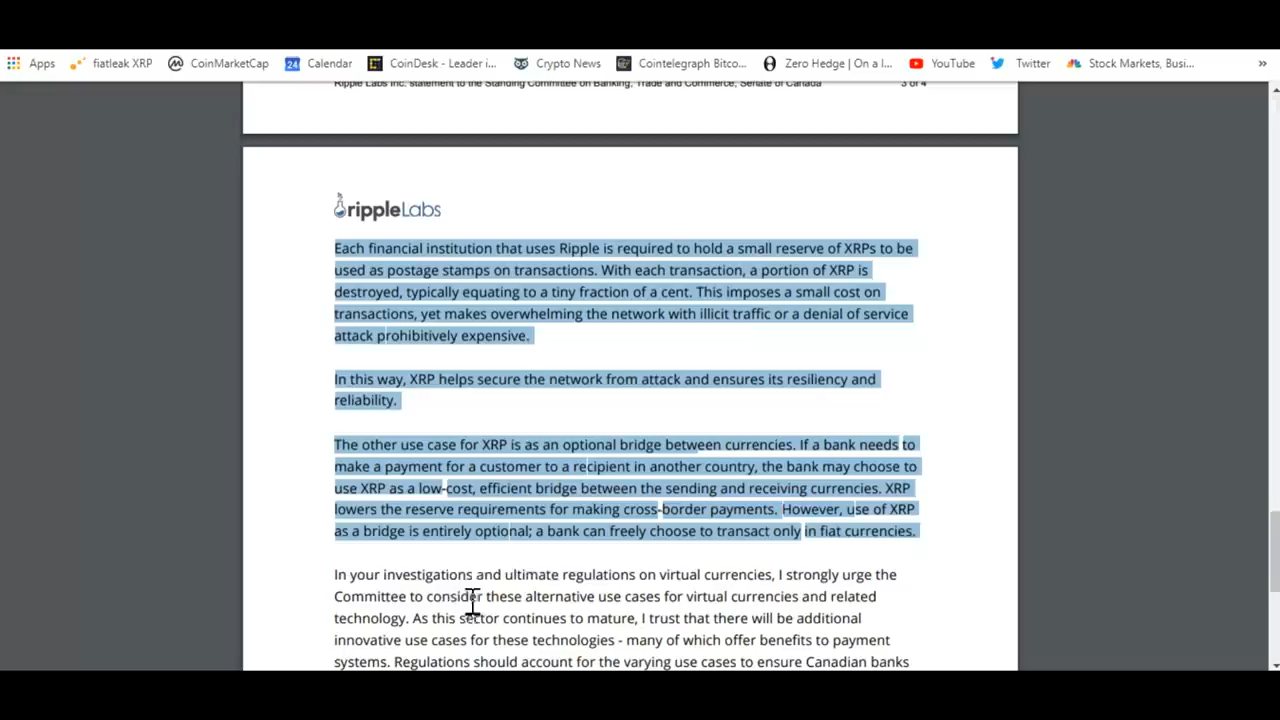 Apps fiatleak XRP CoinMarketCap 24 Calendar CoinDesk - Leader i... Crypto News Cointelegraph Bitco... Zero Hedge | On a l... YouTube Twitter Stock Markets, Busi... »
Ripple Labs Inc. statement to the Standing Committee on Banking, Trade and Commerce, Senate of Canada 3 of 4
rippleLabs
Each financial institution that uses Ripple is required to hold a small reserve of XRPs to be
used as postage stamps on transactions. With each transaction, a portion of XRP is
destroyed, typically equating to a tiny fraction of a cent. This imposes a small cost on
transactions, yet makes overwhelming the network with illicit traffic or a denial of service
attack prohibitively expensive.
In this way, XRP helps secure the network from attack and ensures its resiliency and
reliability.
The other use case for XRP is as an optional bridge between currencies. If a bank needs to
make a payment for a customer to a recipient in another country, the bank may choose to
use XRP as a low-cost, efficient bridge between the sending and receiving currencies. XRP
lowers the reserve requirements for making cross-border payments. However, use of XRP
as a bridge is entirely optional; a bank can freely choose to transact only in fiat currencies.
In your investigations and ultimate regulations on virtual currencies, I strongly urge the
Committee to consider these alternative use cases for virtual currencies and related
technology. As this sector continues to mature, I trust that there will be additional
innovative use cases for these technologies - many of which offer benefits to payment
systems. Regulations should account for the varying use cases to ensure Canadian banks